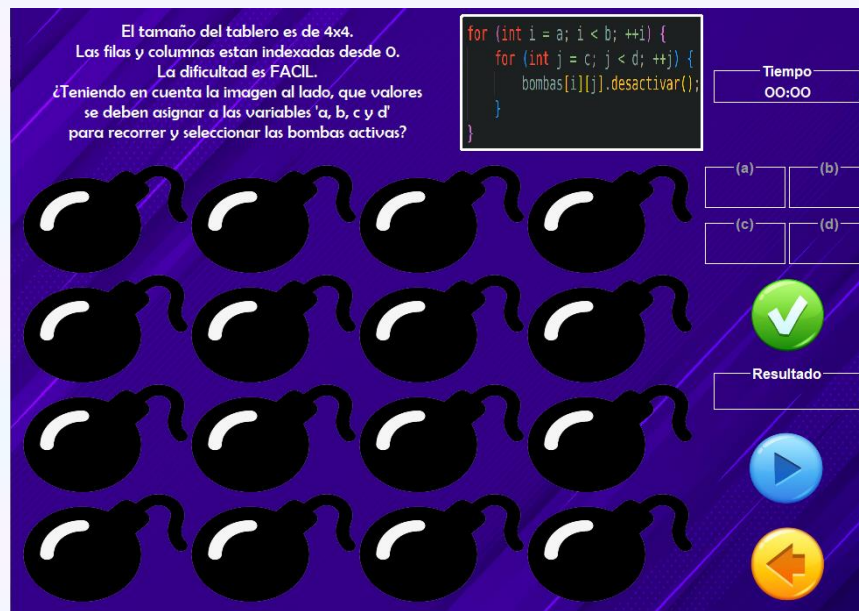 El tamaño del tablero es de 4x4.
Las filas y columnas estan indexadas desde 0.
La dificultad es FACIL.
¿Teniendo en cuenta la imagen al lado, que valores
se deben asignar a las variables 'a, b, c y d'
para recorrer y seleccionar las bombas activas?
for (int i = a; i < b; ++i) {
for (int j = c; j < d; ++j) {
bombas[i][j].desactivar();
}
}
Tiempo
00:00
(a)
(b)
(c)
(d)
Resultado